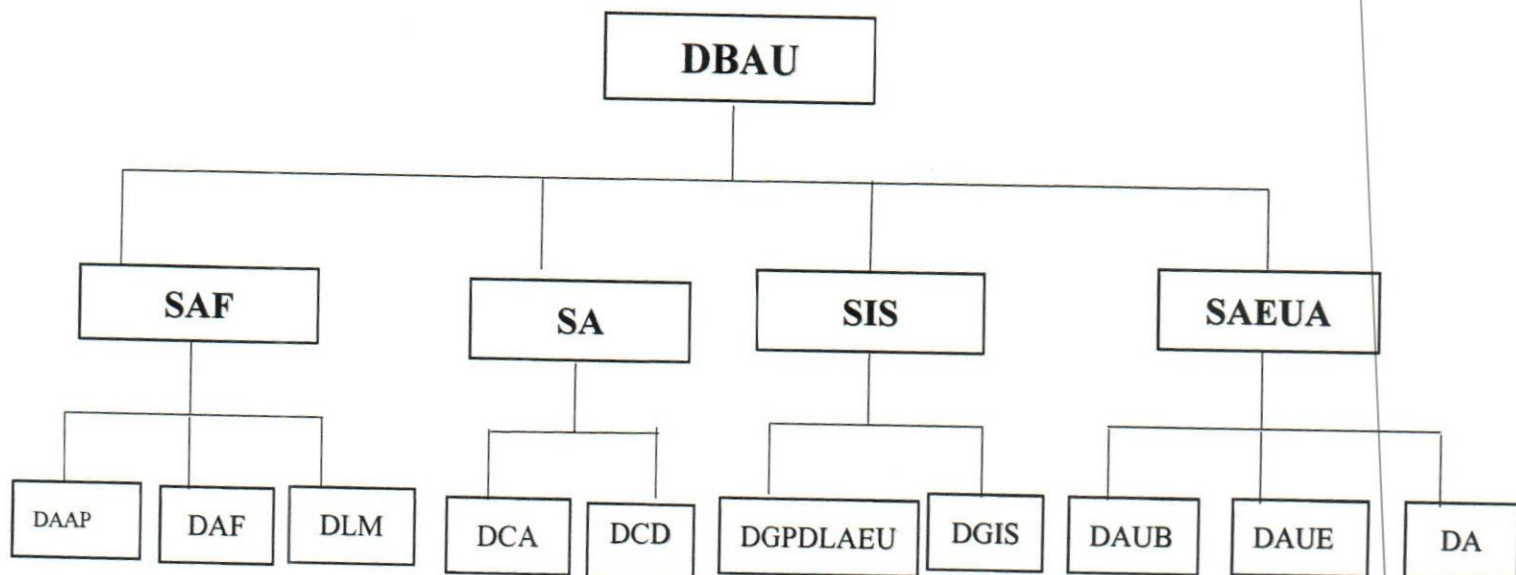 DBAU
SAF
SA
SIS
SAEUA
DAAP
DAF
DLM
DCA
DCD
DGPDLAEU
DGIS
DAUB
DAUE
DA